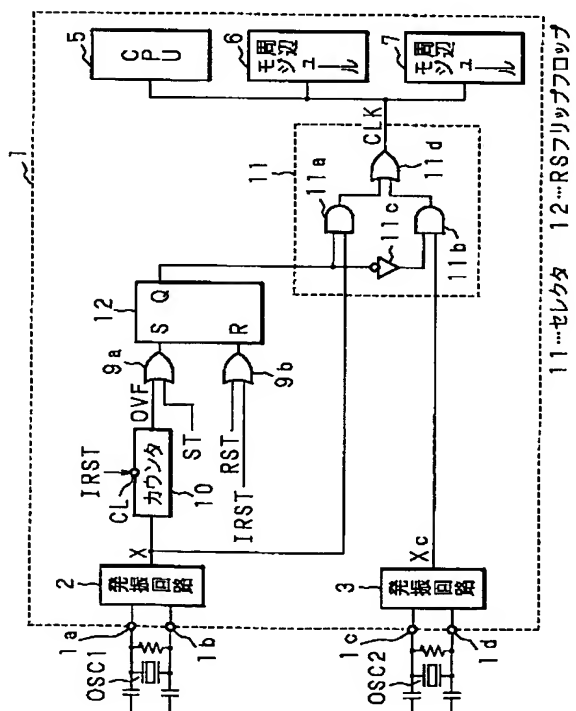 1
5
CPU
6
周辺
モジュール
7
周辺
モジュール
CLK
11
11a
11c
11d
11b
12
S
Q
R
9a
9b
OVF
ST
RST
IRST
IRST
CL
カウンタ
10
X
Xc
2
発振回路
3
発振回路
1a
1b
1c
1d
OSC1
OSC2
11…セレクタ 12…RSフリップフロップ